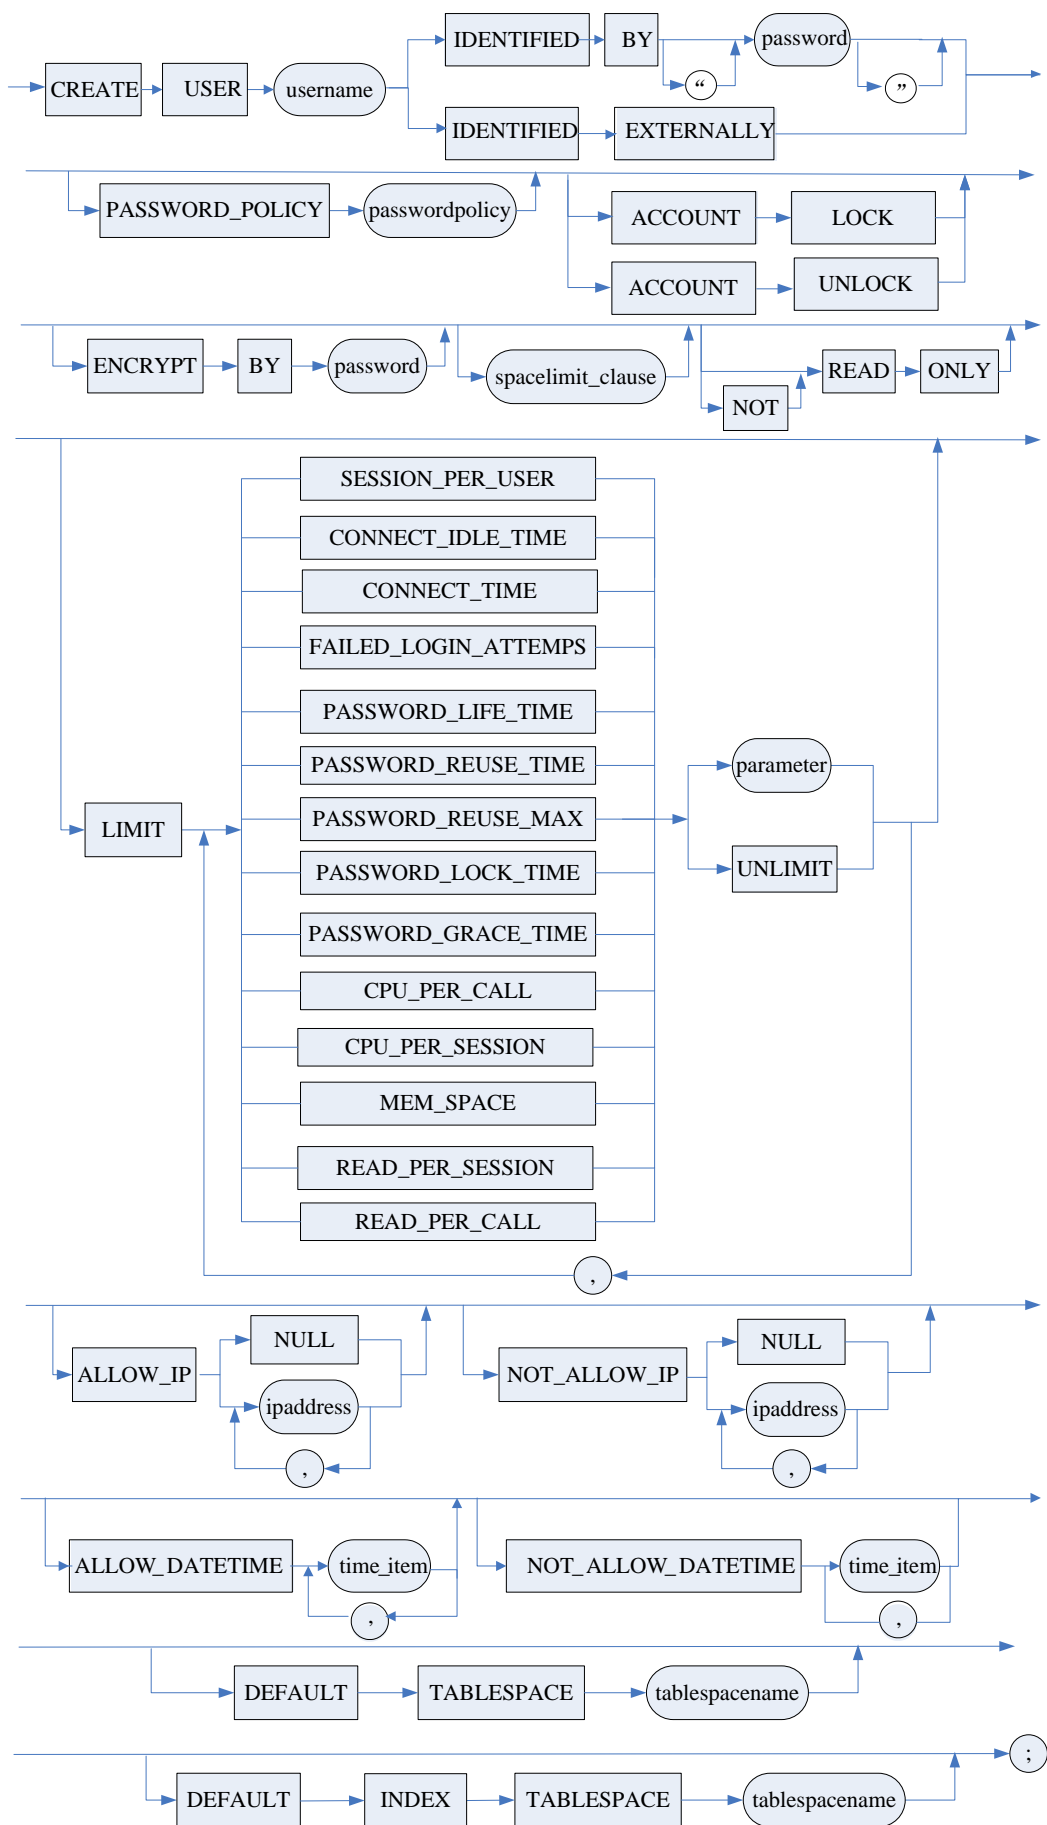 IDENTIFIED BY password
“ ”
CREATE USER username
IDENTIFIED EXTERNALLY
PASSWORD_POLICY passwordpolicy ACCOUNT LOCK
ACCOUNT UNLOCK
ENCRYPT BY password spacelimit_clause READ ONLY
NOT
SESSION_PER_USER
CONNECT_IDLE_TIME
CONNECT_TIME
FAILED_LOGIN_ATTEMPS
PASSWORD_LIFE_TIME
PASSWORD_REUSE_TIME parameter
LIMIT PASSWORD_REUSE_MAX
PASSWORD_LOCK_TIME UNLIMIT
PASSWORD_GRACE_TIME
CPU_PER_CALL
CPU_PER_SESSION
MEM_SPACE
READ_PER_SESSION
READ_PER_CALL
,
NULL NULL
ALLOW_IP NOT_ALLOW_IP
ipaddress ipaddress
, ,
ALLOW_DATETIME time_item NOT_ALLOW_DATETIME time_item
, ,
DEFAULT TABLESPACE tablespacename
;
DEFAULT INDEX TABLESPACE tablespacename